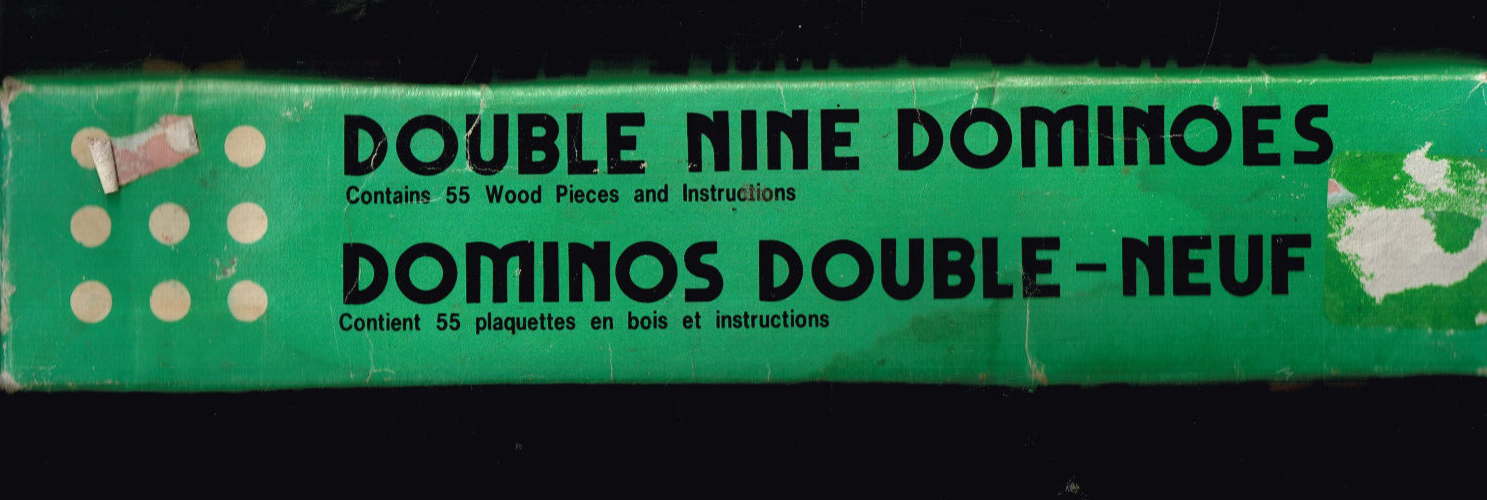 DOUBLE NINE DOMINOES
Contains 55 Wood Pieces and Instructions
DOMINOS DOUBLE-NEUF
Contient 55 plaquettes en bois et instructions